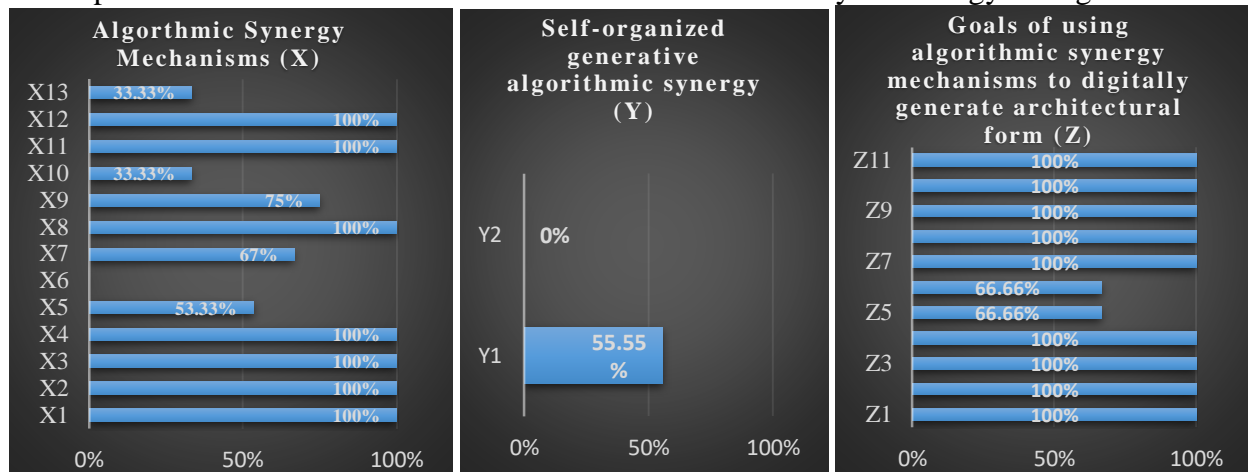 Algorthmic Synergy
Mechanisms (X)
X13
33.33%
X12
100%
X11
100%
X10
33.33%
X9
75%
X8
100%
X7
67%
X6
X5
53.33%
X4
100%
X3
100%
X2
100%
X1
100%
0%
50%
100%
Self-organized
generative
algorithmic synergy
(Y)
Y2
0%
Y1
55.55
%
0%
50%
100%
Goals of using
algorithmic synergy
mechanisms to digitally
generate architectural
form (Z)
Z11
100%
100%
Z9
100%
100%
Z7
100%
66.66%
Z5
66.66%
100%
Z3
100%
100%
Z1
100%
0%
50%
100%